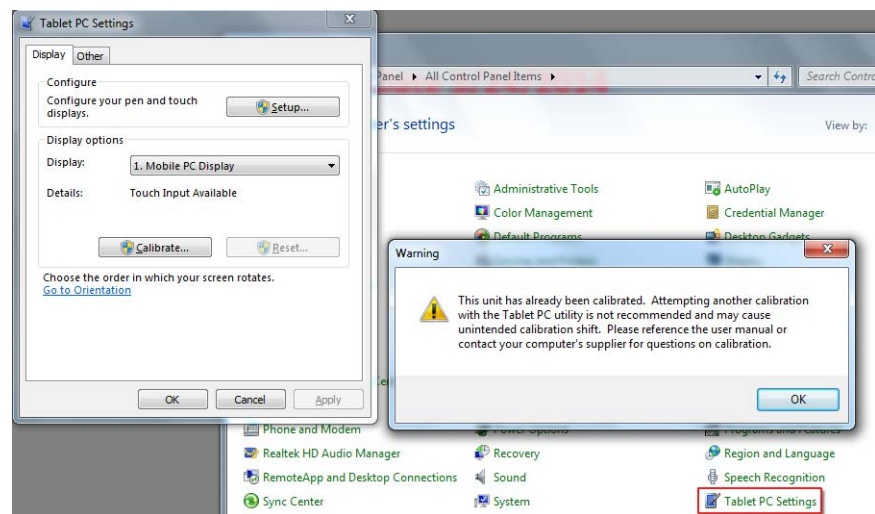 Tablet PC Settings
Display Other
Configure
Configure your pen and touch
displays.
Setup...
Display options
Display:
1. Mobile PC Display
Details:
Touch Input Available
Calibrate...
Reset...
Choose the order in which your screen rotates.
Go to Orientation
OK
Cancel
Apply
Panel ▸ All Control Panel Items ▸
Search Contro
er's settings
View by:
Administrative Tools
AutoPlay
Color Management
Credential Manager
Default Programs
Desktop Gadgets
Warning
This unit has already been calibrated. Attempting another calibration
with the Tablet PC utility is not recommended and may cause
unintended calibration shift. Please reference the user manual or
contact your computer's supplier for questions on calibration.
OK
Phone and Modem
Power Options
Programs and Features
Realtek HD Audio Manager
Recovery
Region and Language
RemoteApp and Desktop Connections
Sound
Speech Recognition
Sync Center
System
Tablet PC Settings